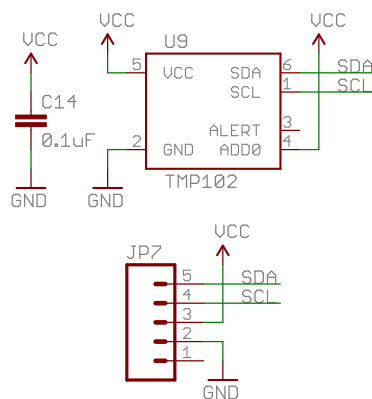 VCC
C14
0.1uF
GND
VCC
U9
VCC
5
VCC
SDA
6
SDA
SCL
1
SCL
ALERT
3
2
GND
ADD0
4
TMP102
GND
VCC
JP7
5
SDA
4
SCL
3
2
1
GND